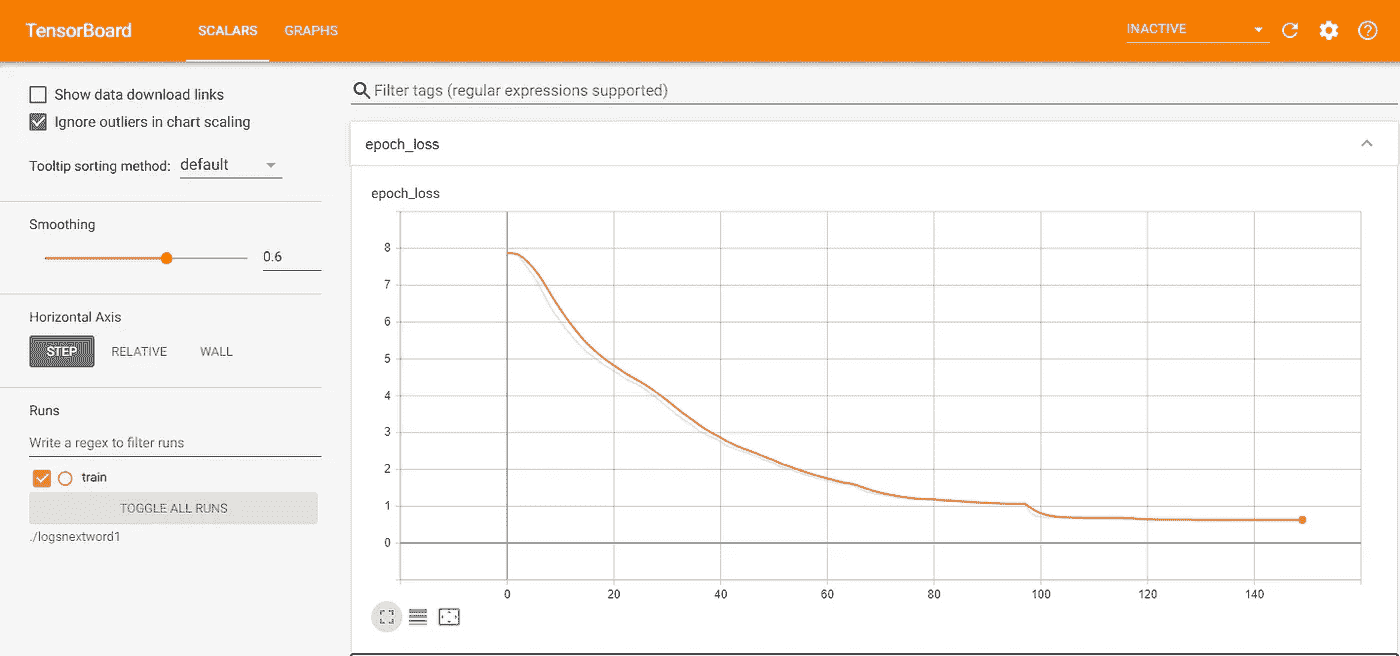 TensorBoard SCALARS GRAPHS INACTIVE
Show data download links
Ignore outliers in chart scaling
Tooltip sorting method: default
Smoothing
0.6
Horizontal Axis
STEP RELATIVE WALL
Runs
Write a regex to filter runs
train
TOGGLE ALL RUNS
./logsnextword1
Filter tags (regular expressions supported)
epoch_loss
epoch_loss
8
7
6
5
4
3
2
1
0
0 20 40 60 80 100 120 140